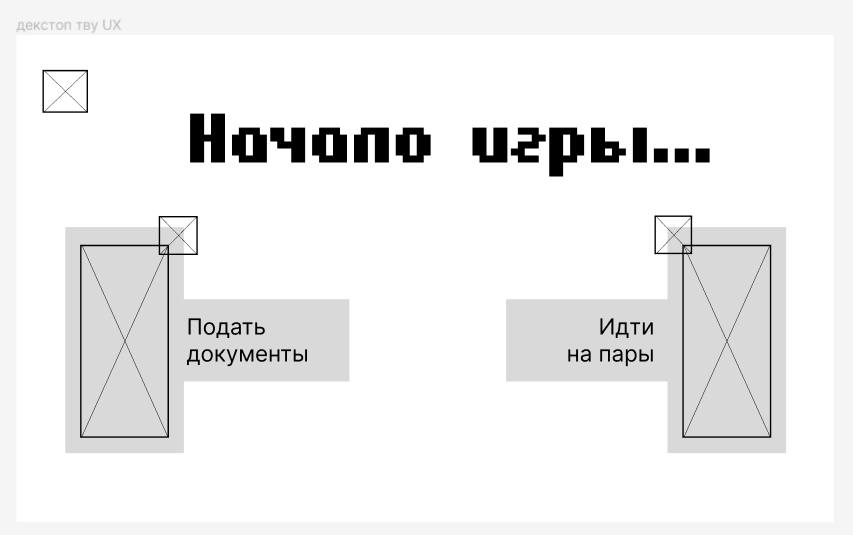 декстоп тву UX
Начало игры...
Подать
документы
Идти
на пары